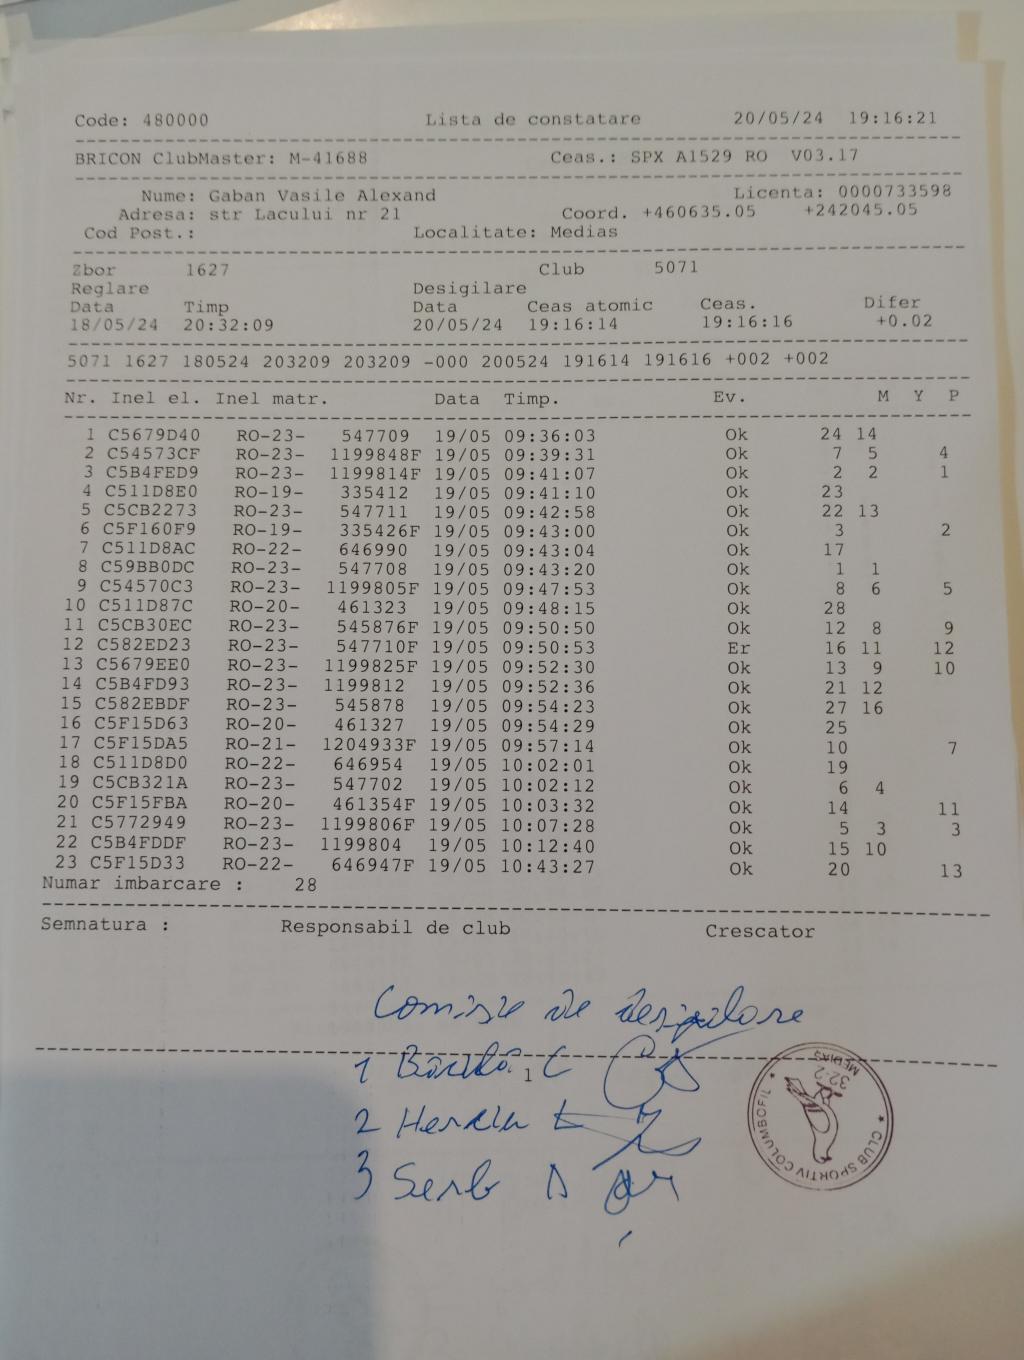 Code: 480000 Lista de constatare 20/05/24 19:16:21
BRICON ClubMaster: M-41688 Ceas.: SPX A1529 RO V03.17
Nume: Gaban Vasile Alexand Licenta: 0000733598
Adresa: str Lacului nr 21 Coord. +460635.05 +242045.05
Cod Post.: Localitate: Medias
Zbor 1627 Club 5071
Reglare Desigilare
Data Timp Data Ceas atomic Ceas. Difer
18/05/24 20:32:09 20/05/24 19:16:14 19:16:16 +0.02
5071 1627 180524 203209 203209 -000 200524 191614 191616 +002 +002
Nr. Inel el. Inel matr. Data Timp. Ev. M Y P
1 C5679D40 RO-23- 547709 19/05 09:36:03 Ok 24 14
2 C54573CF RO-23- 1199848F 19/05 09:39:31 Ok 7 5 4
3 C5B4FED9 RO-23- 1199814F 19/05 09:41:07 Ok 2 2 1
4 C511D8E0 RO-19- 335412 19/05 09:41:10 Ok 23
5 C5CB2273 RO-23- 547711 19/05 09:42:58 Ok 22 13
6 C5F160F9 RO-19- 335426F 19/05 09:43:00 Ok 3 2
7 C511D8AC RO-22- 646990 19/05 09:43:04 Ok 17
8 C59BB0DC RO-23- 547708 19/05 09:43:20 Ok 1 1
9 C54570C3 RO-23- 1199805F 19/05 09:47:53 Ok 8 6 5
10 C511D87C RO-20- 461323 19/05 09:48:15 Ok 28
11 C5CB30EC RO-23- 545876F 19/05 09:50:50 Ok 12 8 9
12 C582ED23 RO-23- 547710F 19/05 09:50:53 Er 16 11 12
13 C5679EE0 RO-23- 1199825F 19/05 09:52:30 Ok 13 9 10
14 C5B4FD93 RO-23- 1199812 19/05 09:52:36 Ok 21 12
15 C582EBDF RO-23- 545878 19/05 09:54:23 Ok 27 16
16 C5F15D63 RO-20- 461327 19/05 09:54:29 Ok 25
17 C5F15DA5 RO-21- 1204933F 19/05 09:57:14 Ok 10 7
18 C511D8D0 RO-22- 646954 19/05 10:02:01 Ok 19
19 C5CB321A RO-23- 547702 19/05 10:02:12 Ok 6 4
20 C5F15FBA RO-20- 461354F 19/05 10:03:32 Ok 14 11
21 C5772949 RO-23- 1199806F 19/05 10:07:28 Ok 5 3 3
22 C5B4FDDF RO-23- 1199804 19/05 10:12:40 Ok 15 10
23 C5F15D33 RO-22- 646947F 19/05 10:43:27 Ok 20 13
Numar imbarcare : 28
Semnatura : Responsabil de club Crescator
Comisie de
1 C
1
2
3 Serb D
CLUB SPORTIV COLUMBOFIL
MEDIAS